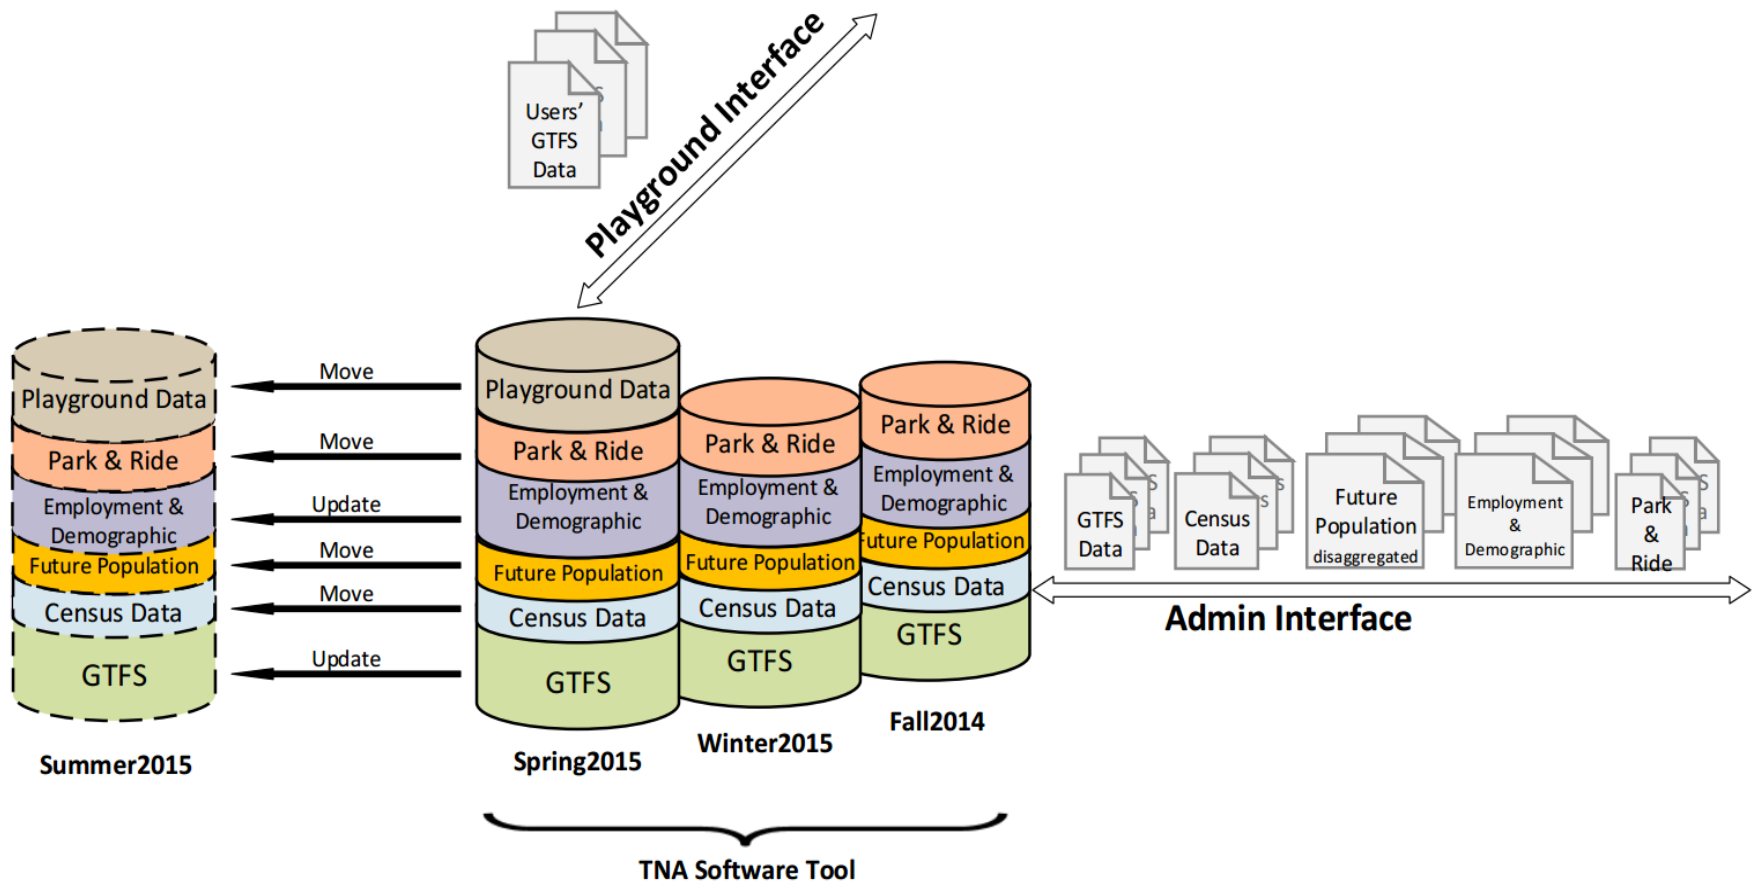 Users'
GTFS
Data
Playground Interface
Playground Data
Park & Ride
Employment &
Demographic
Future Population
Census Data
GTFS
Summer2015
Move
Move
Update
Move
Move
Update
Playground Data
Park & Ride
Employment &
Demographic
Future Population
Census Data
GTFS
Spring2015
Park & Ride
Employment &
Demographic
Future Population
Census Data
GTFS
Winter2015
Park & Ride
Employment &
Demographic
Future Population
Census Data
GTFS
Fall2014
GTFS
Data
Census
Data
Future
Population
disaggregated
Employment
&
Demographic
Park
&
Ride
Admin Interface
TNA Software Tool